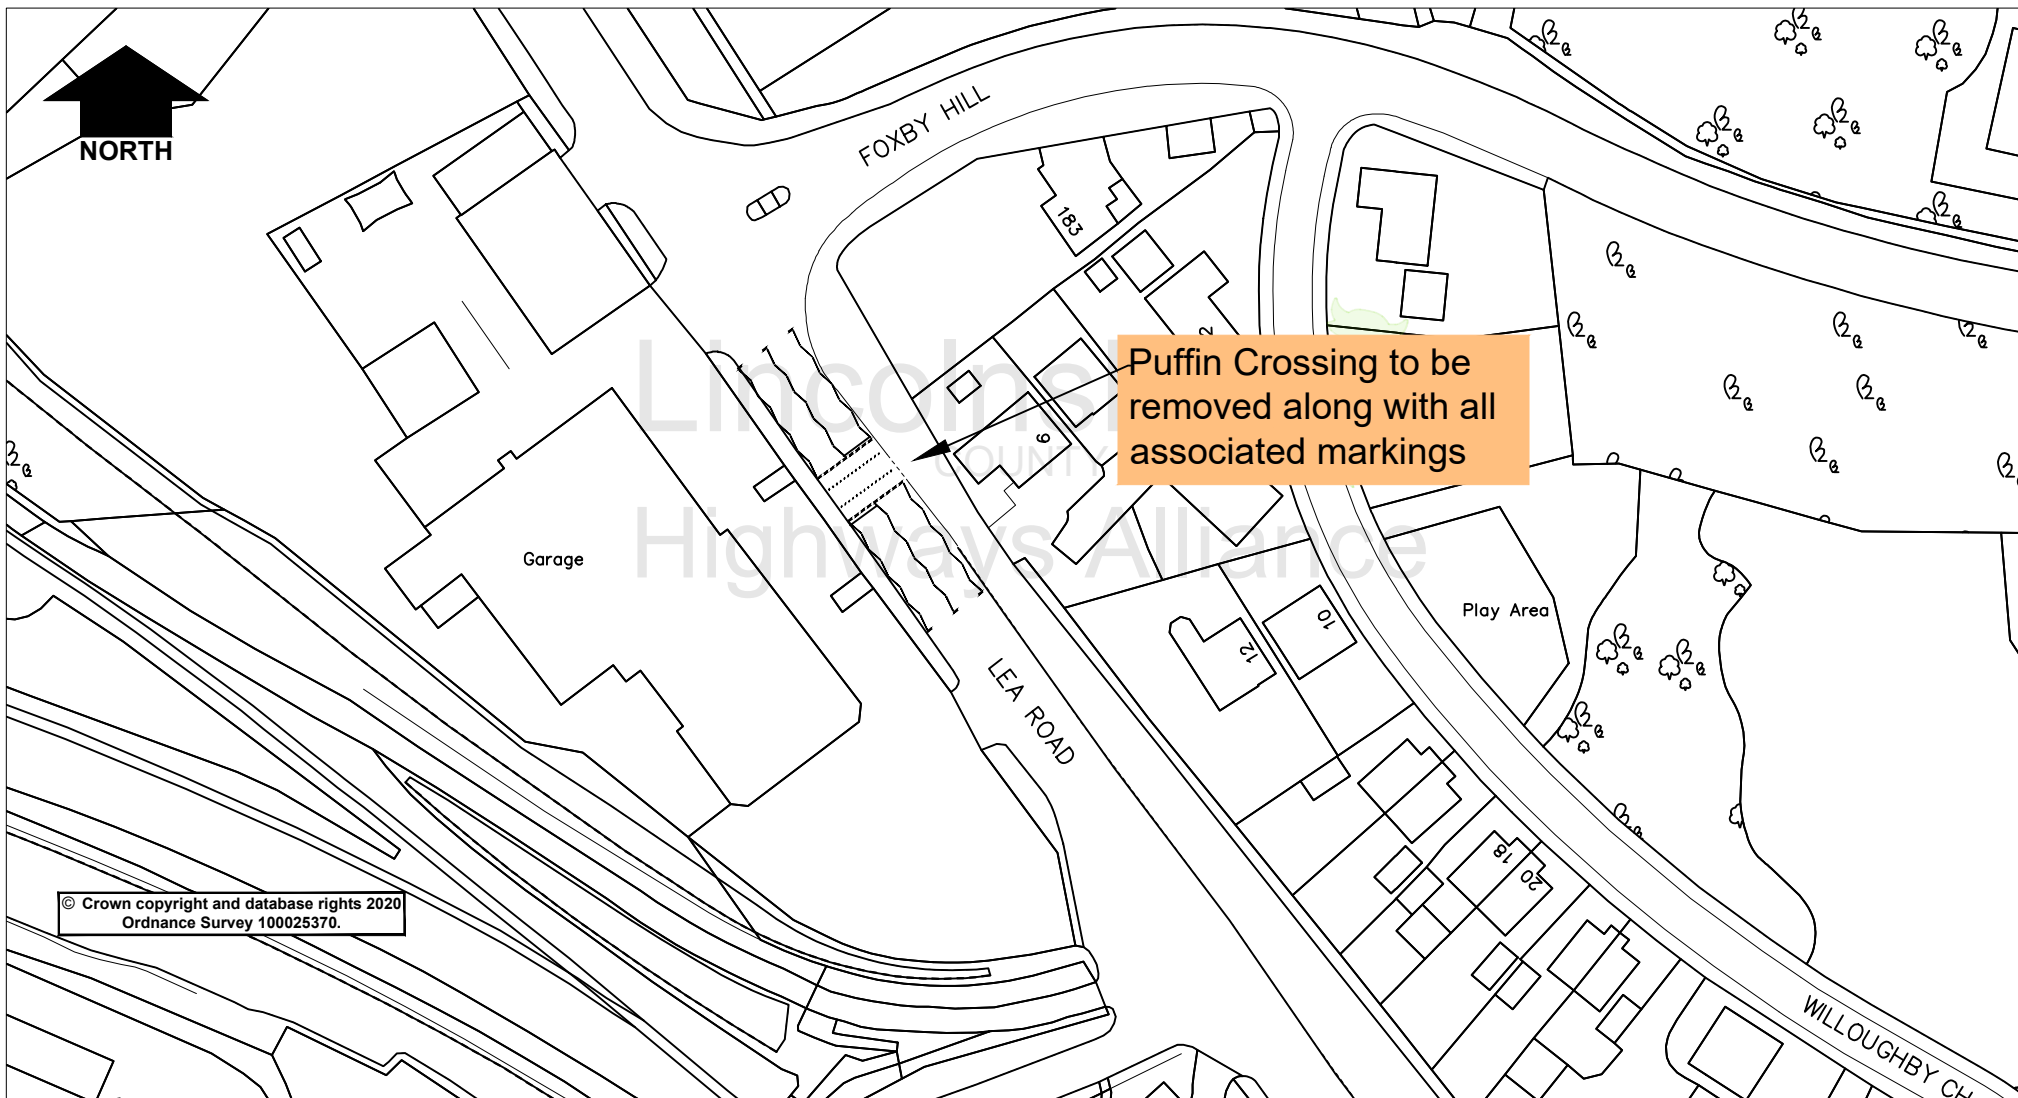 NORTH
FOXBY HILL
183
2
9
Puffin Crossing to be
removed along with all
associated markings
Lincolns
COUNTY
Highways Alliance
Garage
Play Area
10
12
LEA ROAD
18
20
© Crown copyright and database rights 2020
Ordnance Survey 100025370.
WILLOUGHBY CH